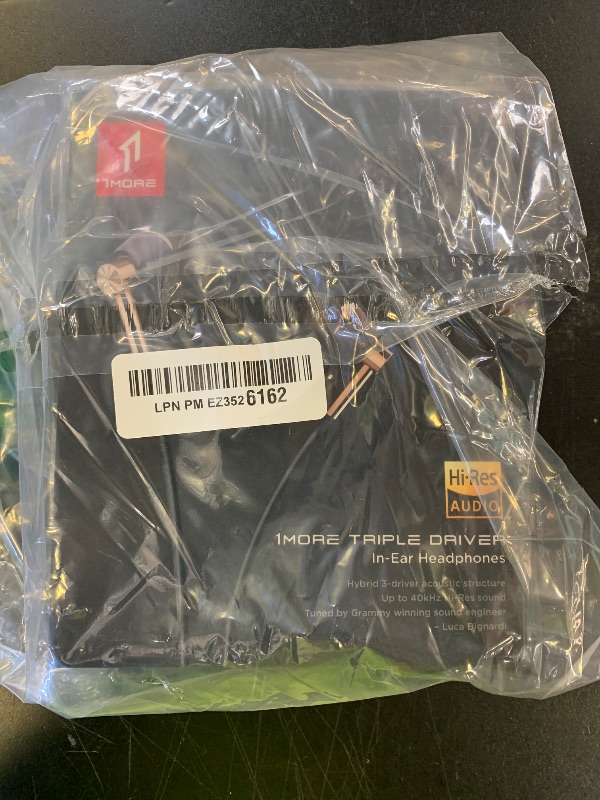 1MORE
LPN PM EZ3526162
Hi-Res
AUDIO
1MORE TRIPLE DRIVER
In-Ear Headphones
Hybrid 3-driver acoustic structure
Up to 40kHz Hi-Res sound
Tuned by Grammy winning sound engineer
- Luca Bignardi